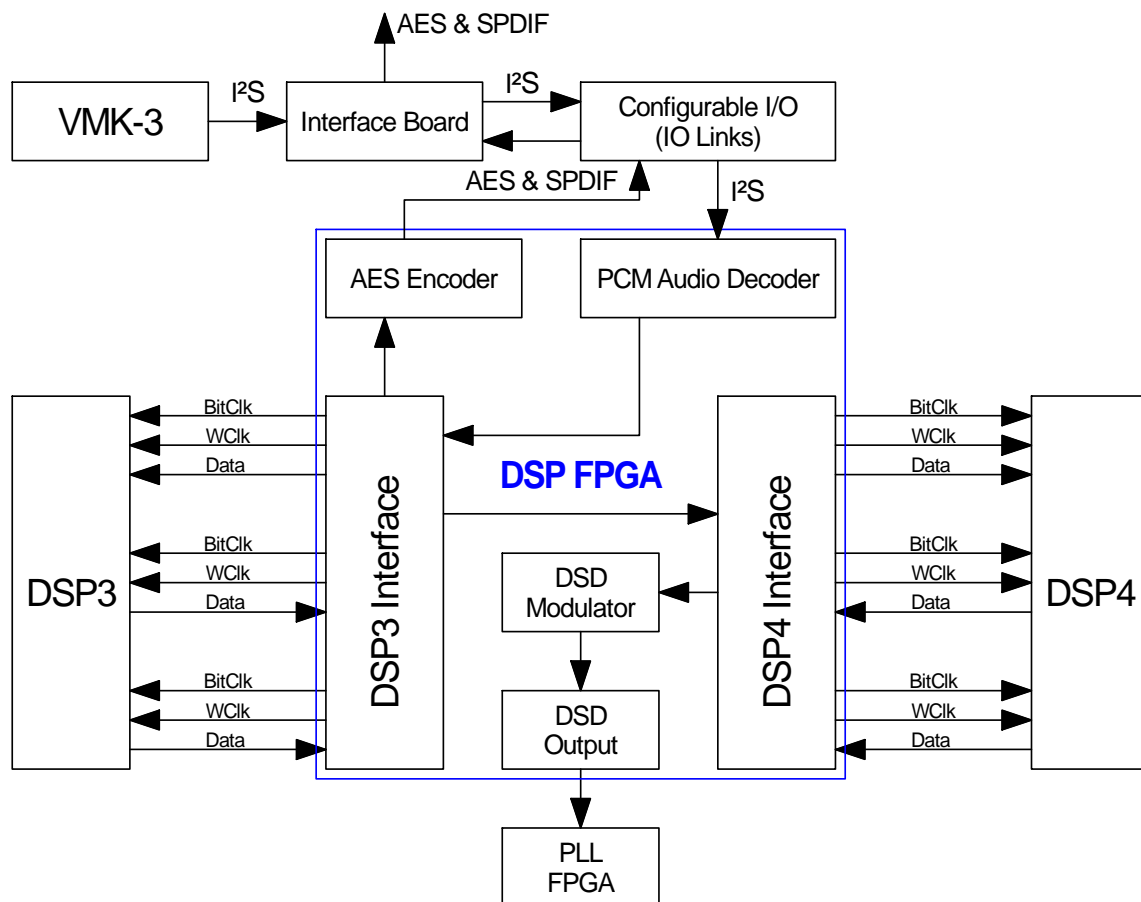 AES & SPDIF
I²S
I²S
VMK-3
Interface Board
Configurable I/O
(IO Links)
AES & SPDIF
I²S
AES Encoder
PCM Audio Decoder
BitClk
WClk
Data
BitClk
WClk
Data
DSP FPGA
DSP3
DSP3 Interface
BitClk
WClk
Data
DSD
Modulator
DSP4 Interface
BitClk
WClk
Data
DSP4
BitClk
WClk
Data
DSD
Output
BitClk
WClk
Data
PLL
FPGA